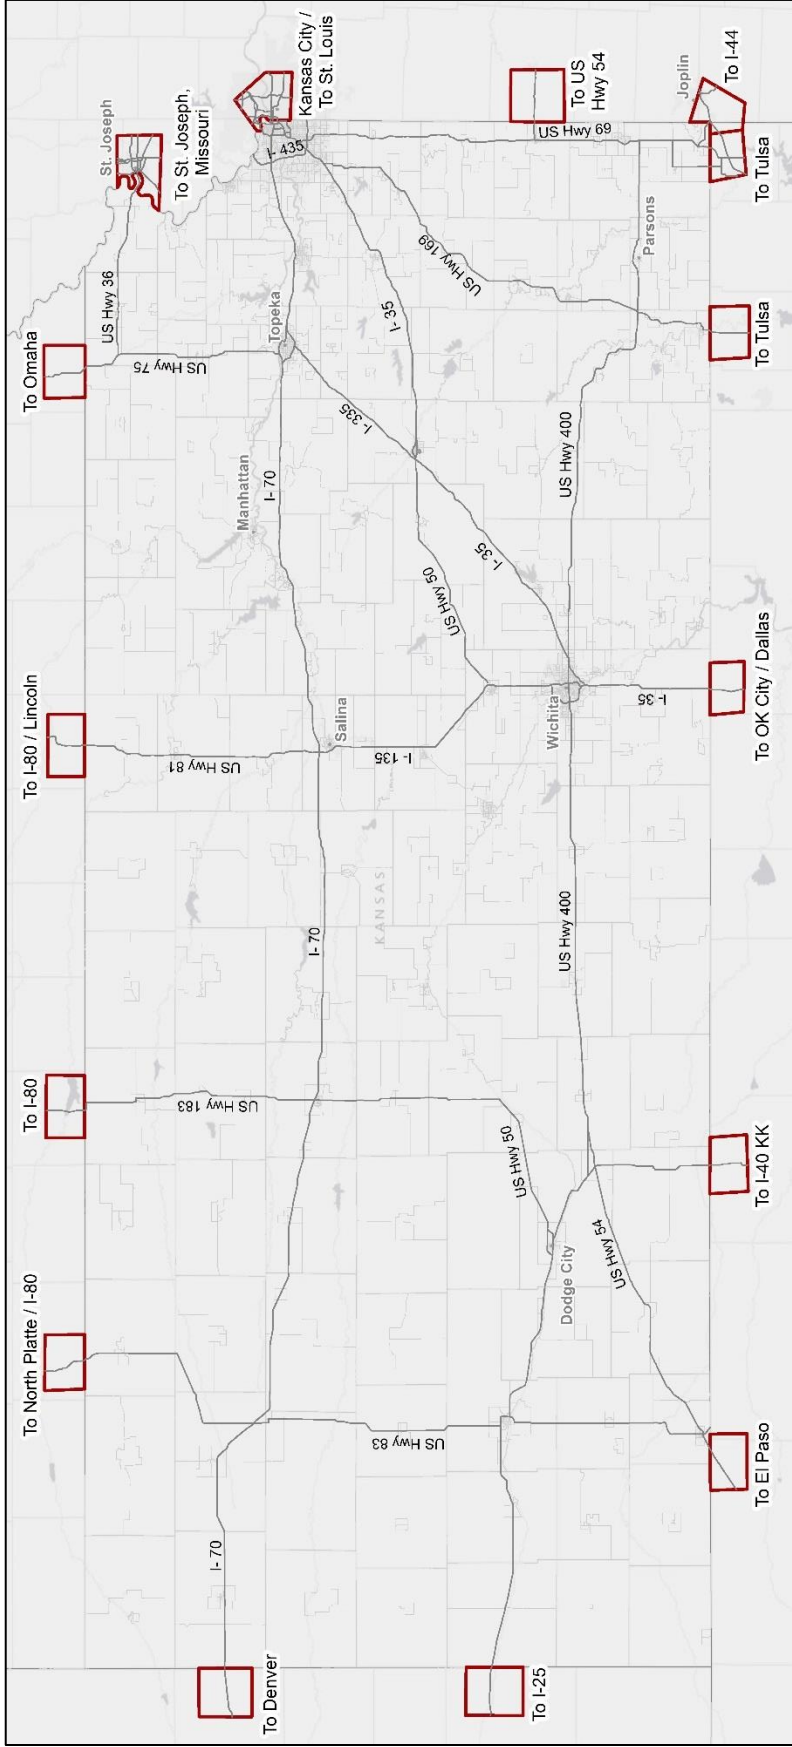 To North Platte / I-80
To I-80
To I-80 / Lincoln
To Omaha
St. Joseph
To St. Joseph,
Missouri
US Hwy 36
US Hwy 75
Kansas City /
To St. Louis
I- 435
Topeka
Manhattan
I- 70
I- 335
I- 35
US Hwy 169
US Hwy 81
Salina
I- 135
US Hwy 50
I- 35
I- 70
KANSAS
US Hwy 183
I- 70
To Denver
US Hwy 83
US Hwy 50
Dodge City
US Hwy 54
US Hwy 400
Wichita
US Hwy 400
Parsons
US Hwy 69
To US
Hwy 54
Joplin
To I-44
To I-25
To El Paso
To I-40 KK
I- 35
To OK City / Dallas
To Tulsa
To Tulsa